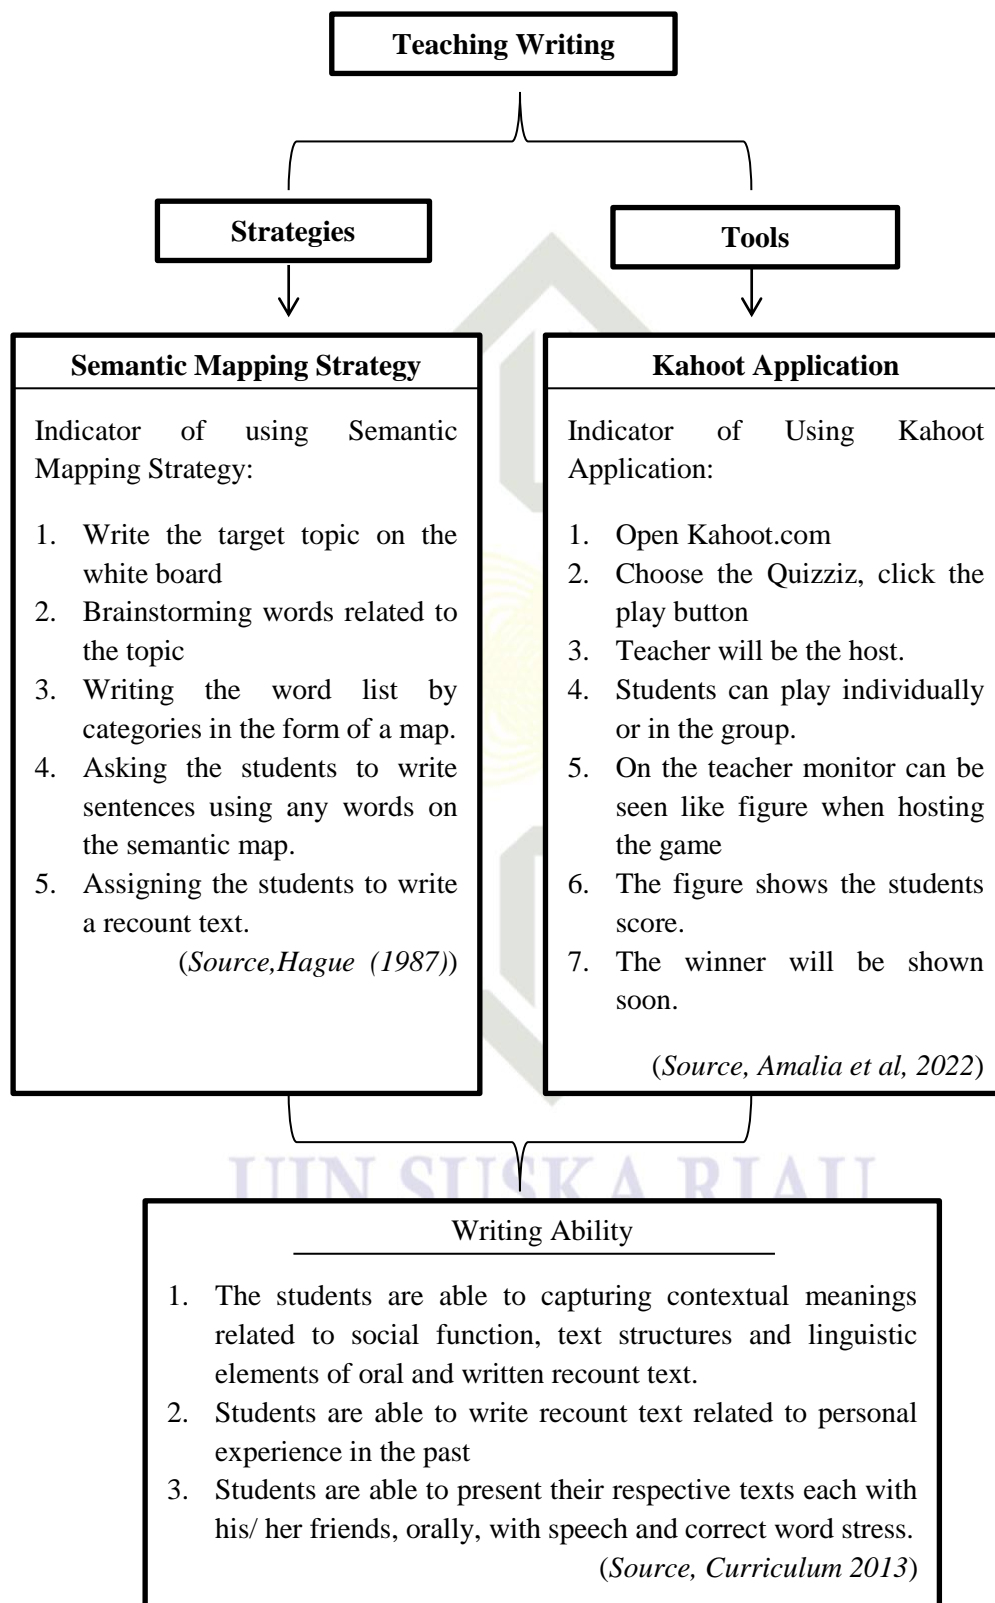 Teaching Writing
Strategies
Tools
Semantic Mapping Strategy
Indicator of using Semantic
Mapping Strategy:
1. Write the target topic on the
white board
2. Brainstorming words related to
the topic
3. Writing the word list by
categories in the form of a map.
4. Asking the students to write
sentences using any words on
the semantic map.
5. Assigning the students to write
a recount text.
(Source,Hague (1987))
Kahoot Application
Indicator of Using Kahoot
Application:
1. Open Kahoot.com
2. Choose the Quizziz, click the
play button
3. Teacher will be the host.
4. Students can play individually
or in the group.
5. On the teacher monitor can be
seen like figure when hosting
the game
6. The figure shows the students
score.
7. The winner will be shown
soon.
(Source, Amalia et al, 2022)
UIN SUSKA RIAU
Writing Ability
1. The students are able to capturing contextual meanings
related to social function, text structures and linguistic
elements of oral and written recount text.
2. Students are able to write recount text related to personal
experience in the past
3. Students are able to present their respective texts each with
his/ her friends, orally, with speech and correct word stress.
(Source, Curriculum 2013)